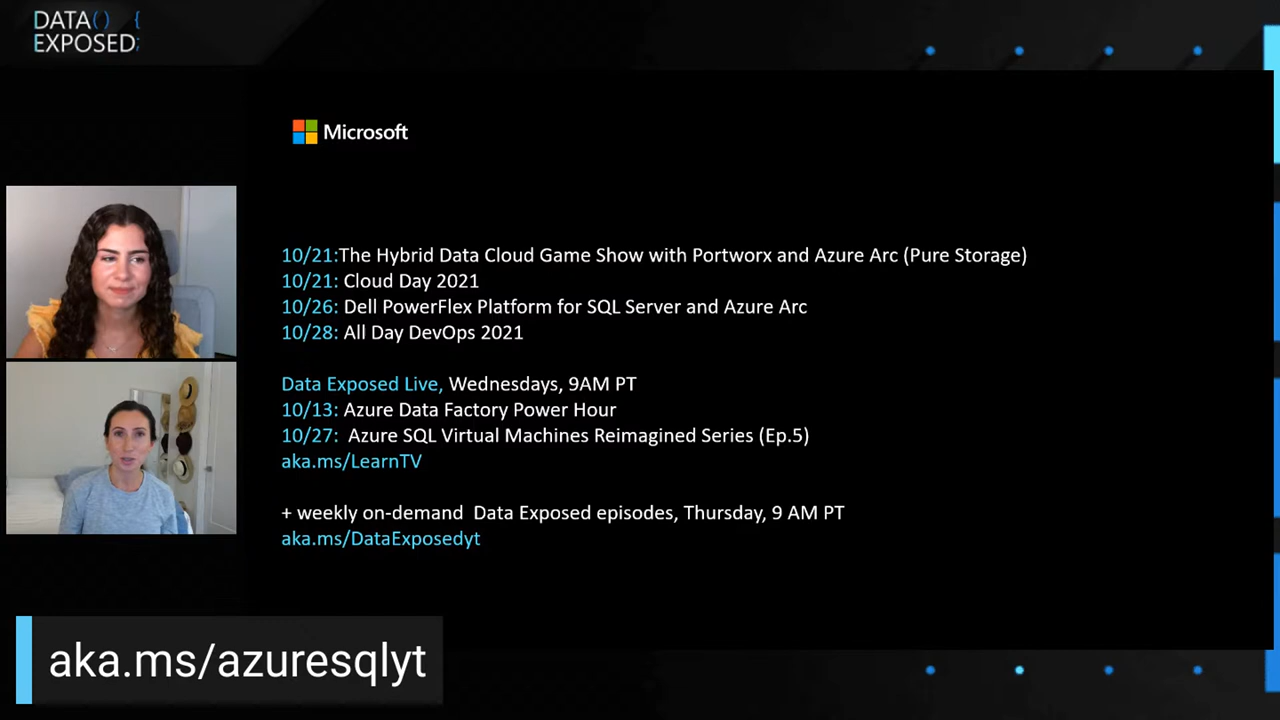 DATA() {
EXPOSED;
Microsoft
10/21:The Hybrid Data Cloud Game Show with Portworx and Azure Arc (Pure Storage)
10/21: Cloud Day 2021
10/26: Dell PowerFlex Platform for SQL Server and Azure Arc
10/28: All Day DevOps 2021
Data Exposed Live, Wednesdays, 9AM PT
10/13: Azure Data Factory Power Hour
10/27: Azure SQL Virtual Machines Reimagined Series (Ep.5)
aka.ms/LearnTV
+ weekly on-demand Data Exposed episodes, Thursday, 9 AM PT
aka.ms/DataExposedyt
aka.ms/azuresqlyt